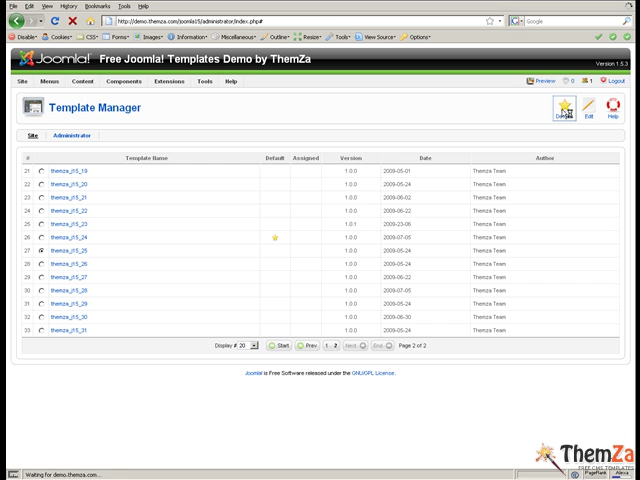 File Edit View History Bookmarks Tools Help
http://demo.themza.com/joomla15/administrator/index.php#
Google
Disable Cookies CSS Forms Images Information Miscellaneous Outline Resize Tools View Source Options
Joomla! Free Joomla! Templates Demo by ThemZa
Version 1.5.3
Site Menus Content Components Extensions Tools Help
Preview 0 1 Logout
Template Manager
Edit Help
Site Administrator
# Template Name Default Assigned Version Date Author
21 themza_j15_19 1.0.0 2009-05-01 Themza Team
22 themza_j15_20 1.0.0 2009-05-24 Themza Team
23 themza_j15_21 1.0.0 2009-06-02 Themza Team
24 themza_j15_22 1.0.0 2009-06-22 Themza Team
25 themza_j15_23 1.0.1 2009-23-06 Themza Team
26 themza_j15_24 1.0.0 2009-07-05 Themza Team
27 themza_j15_25 1.0.0 2009-05-24 Themza Team
28 themza_j15_26 1.0.0 2009-05-24 Themza Team
29 themza_j15_27 1.0.0 2009-06-22 Themza Team
30 themza_j15_28 1.0.0 2009-07-05 Themza Team
31 themza_j15_29 1.0.0 2009-05-24 Themza Team
32 themza_j15_30 1.0.0 2009-06-30 Themza Team
33 themza_j15_31 1.0.0 2009-05-24 Themza Team
Display # 20 Start Prev 1 2 Next End Page 2 of 2
Joomla! is Free Software released under the GNU/GPL License.
ThemZa
FREE CMS TEMPLATES
Waiting for demo.themza.com...
PageRank Alexa